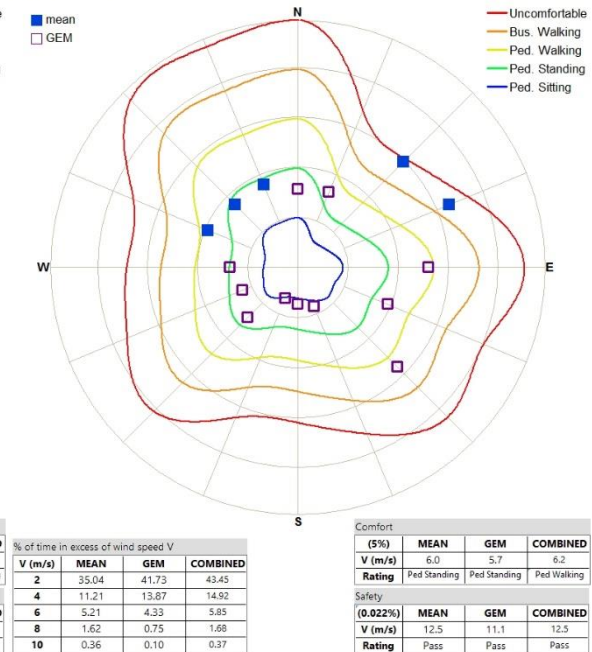 mean
GEM
N
Uncomfortable
Bus. Walking
Ped. Walking
Ped. Standing
Ped. Sitting
W
E
S
% of time in excess of wind speed V
V (m/s) MEAN GEM COMBINED
2 35.04 41.73 43.45
4 11.21 13.87 14.92
6 5.21 4.33 5.85
8 1.62 0.75 1.68
10 0.36 0.10 0.37
Comfort
(5%) MEAN GEM COMBINED
V (m/s) 6.0 5.7 6.2
Rating Ped Standing Ped Standing Ped Walking
Safety
(0.022%) MEAN GEM COMBINED
V (m/s) 12.5 11.1 12.5
Rating Pass Pass Pass